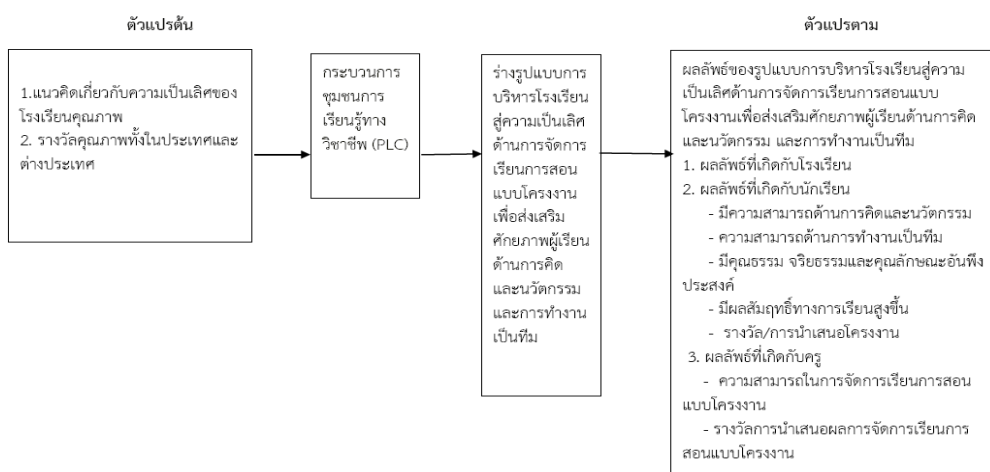 ตัวแปรต้น
ตัวแปรตาม
1.แนวคิดเกี่ยวกับความเป็นเลิศของ
โรงเรียนคุณภาพ
2. รางวัลคุณภาพทั้งในประเทศและ
ต่างประเทศ
กระบวนการ
ชุมชนการ
เรียนรู้ทาง
วิชาชีพ (PLC)
ร่างรูปแบบการ
บริหารโรงเรียน
สู่ความเป็นเลิศ
ด้านการจัดการ
เรียนการสอน
แบบโครงงาน
เพื่อส่งเสริม
ศักยภาพผู้เรียน
ด้านการคิด
และนวัตกรรม
และการทำงาน
เป็นทีม
ผลลัพธ์ของรูปแบบการบริหารโรงเรียนสู่ความ
เป็นเลิศด้านการจัดการเรียนการสอนแบบ
โครงงานเพื่อส่งเสริมศักยภาพผู้เรียนด้านการคิด
และนวัตกรรม และการทำงานเป็นทีม
1. ผลลัพธ์ที่เกิดกับโรงเรียน
2. ผลลัพธ์ที่เกิดกับนักเรียน
- มีความสามารถด้านการคิดและนวัตกรรม
- ความสามารถด้านการทำงานเป็นทีม
- มีคุณธรรม จริยธรรมและคุณลักษณะอันพึง
ประสงค์
- มีผลสัมฤทธิ์ทางการเรียนสูงขึ้น
- รางวัล/การนำเสนอโครงงาน
3. ผลลัพธ์ที่เกิดกับครู
- ความสามารถในการจัดการเรียนการสอน
แบบโครงงาน
- รางวัลการนำเสนอผลการจัดการเรียนการ
สอนแบบโครงงาน